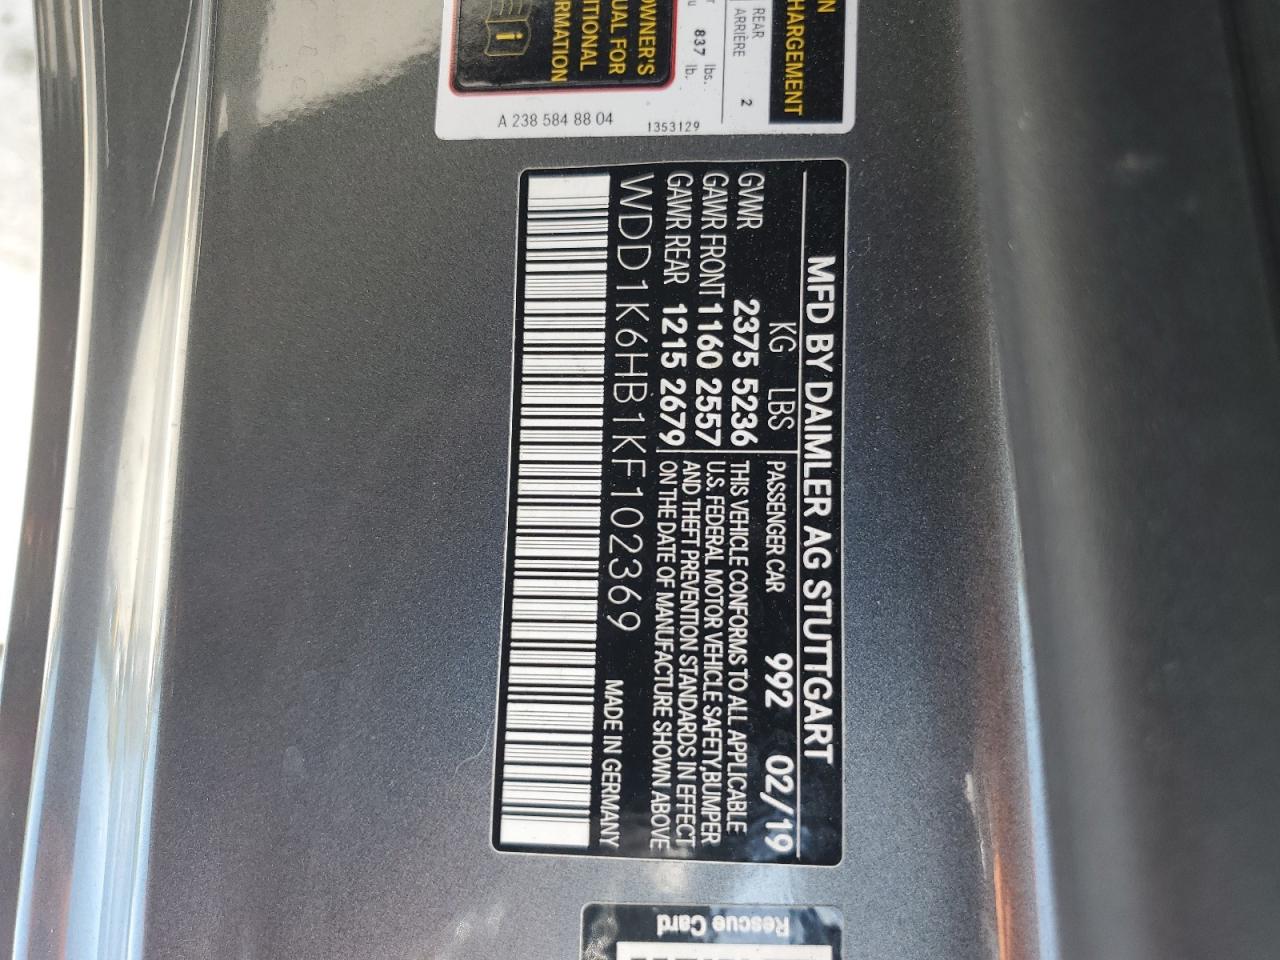 N
HARGEMENT
REAR 2
ARRIÈRE
837 lbs.
lb.
OWNER'S
UAL FOR
ITIONAL
ORMATION
A 238 584 88 04
1353129
MFD BY DAIMLER AG STUTTGART
KG LBS PASSENGER CAR 992 02/19
GVWR 2375 5236 THIS VEHICLE CONFORMS TO ALL APPLICABLE
GAWR FRONT 1160 2557 U.S. FEDERAL MOTOR VEHICLE SAFETY,BUMPER
GAWR REAR 1215 2679 AND THEFT PREVENTION STANDARDS IN EFFECT
ON THE DATE OF MANUFACTURE SHOWN ABOVE
WDD1K6HB1KF102369 MADE IN GERMANY
Rescue Card